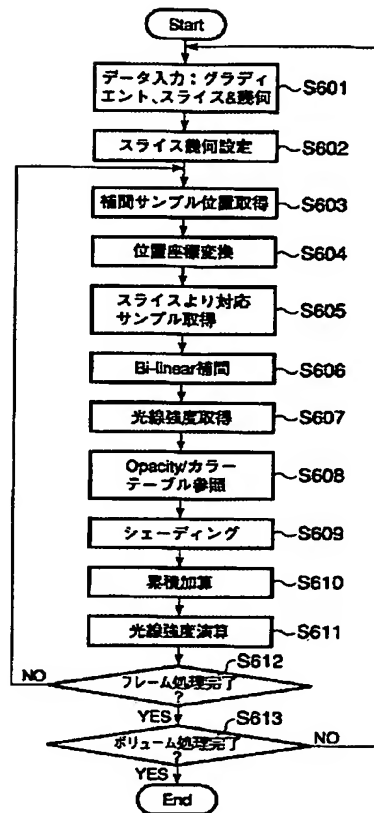 Start
データ入力：グラディ
エント、スライス&幾何
S601
スライス幾何設定
S602
補間サンプル位置取得
S603
位置座標変換
S604
スライスより対応
サンプル取得
S605
Bi-linear補間
S606
光線強度取得
S607
Opacity/カラー
テーブル参照
S608
シェーディング
S609
累積加算
S610
光線強度演算
S611
S612
NO
フレーム処理完了
?
YES
S613
ボリューム処理完了
?
NO
YES
End